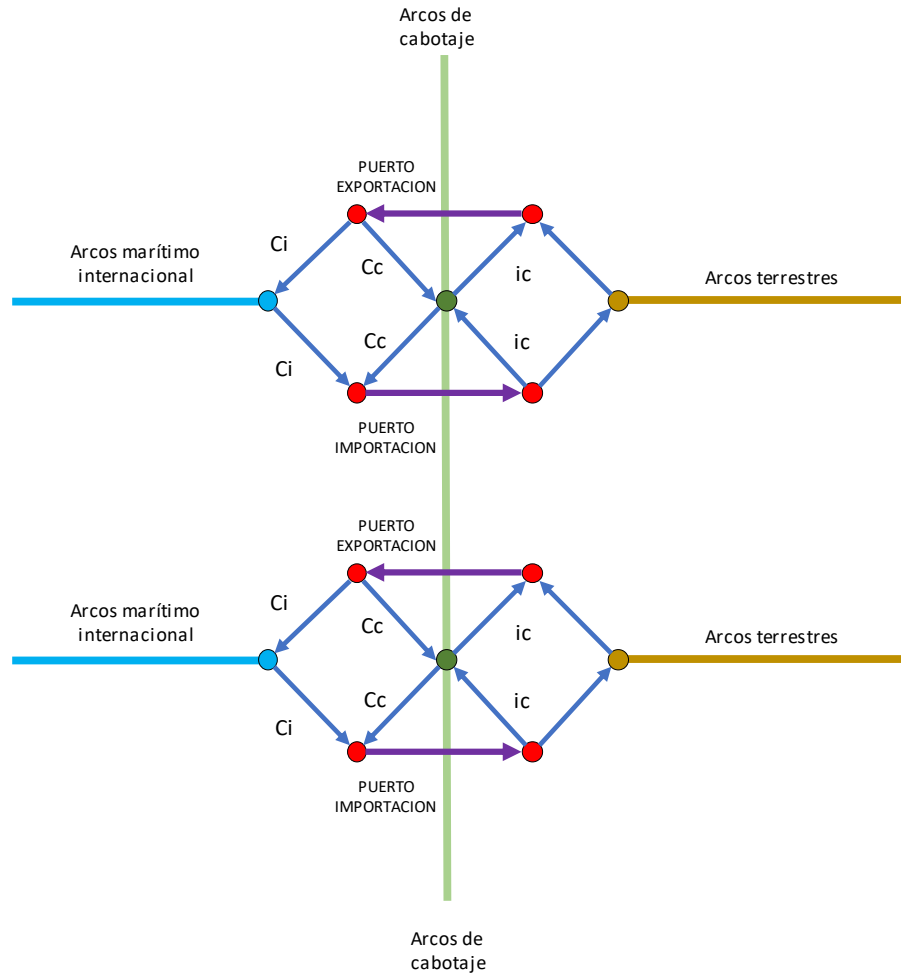 Arcos de
cabotaje
PUERTO
EXPORTACION
Ci
Cc
ic
Arcos marítimo
internacional
Arcos terrestres
Cc
ic
Ci
PUERTO
IMPORTACION
PUERTO
EXPORTACION
Ci
Cc
ic
Arcos marítimo
internacional
Arcos terrestres
Cc
ic
Ci
PUERTO
IMPORTACION
Arcos de
cabotaje